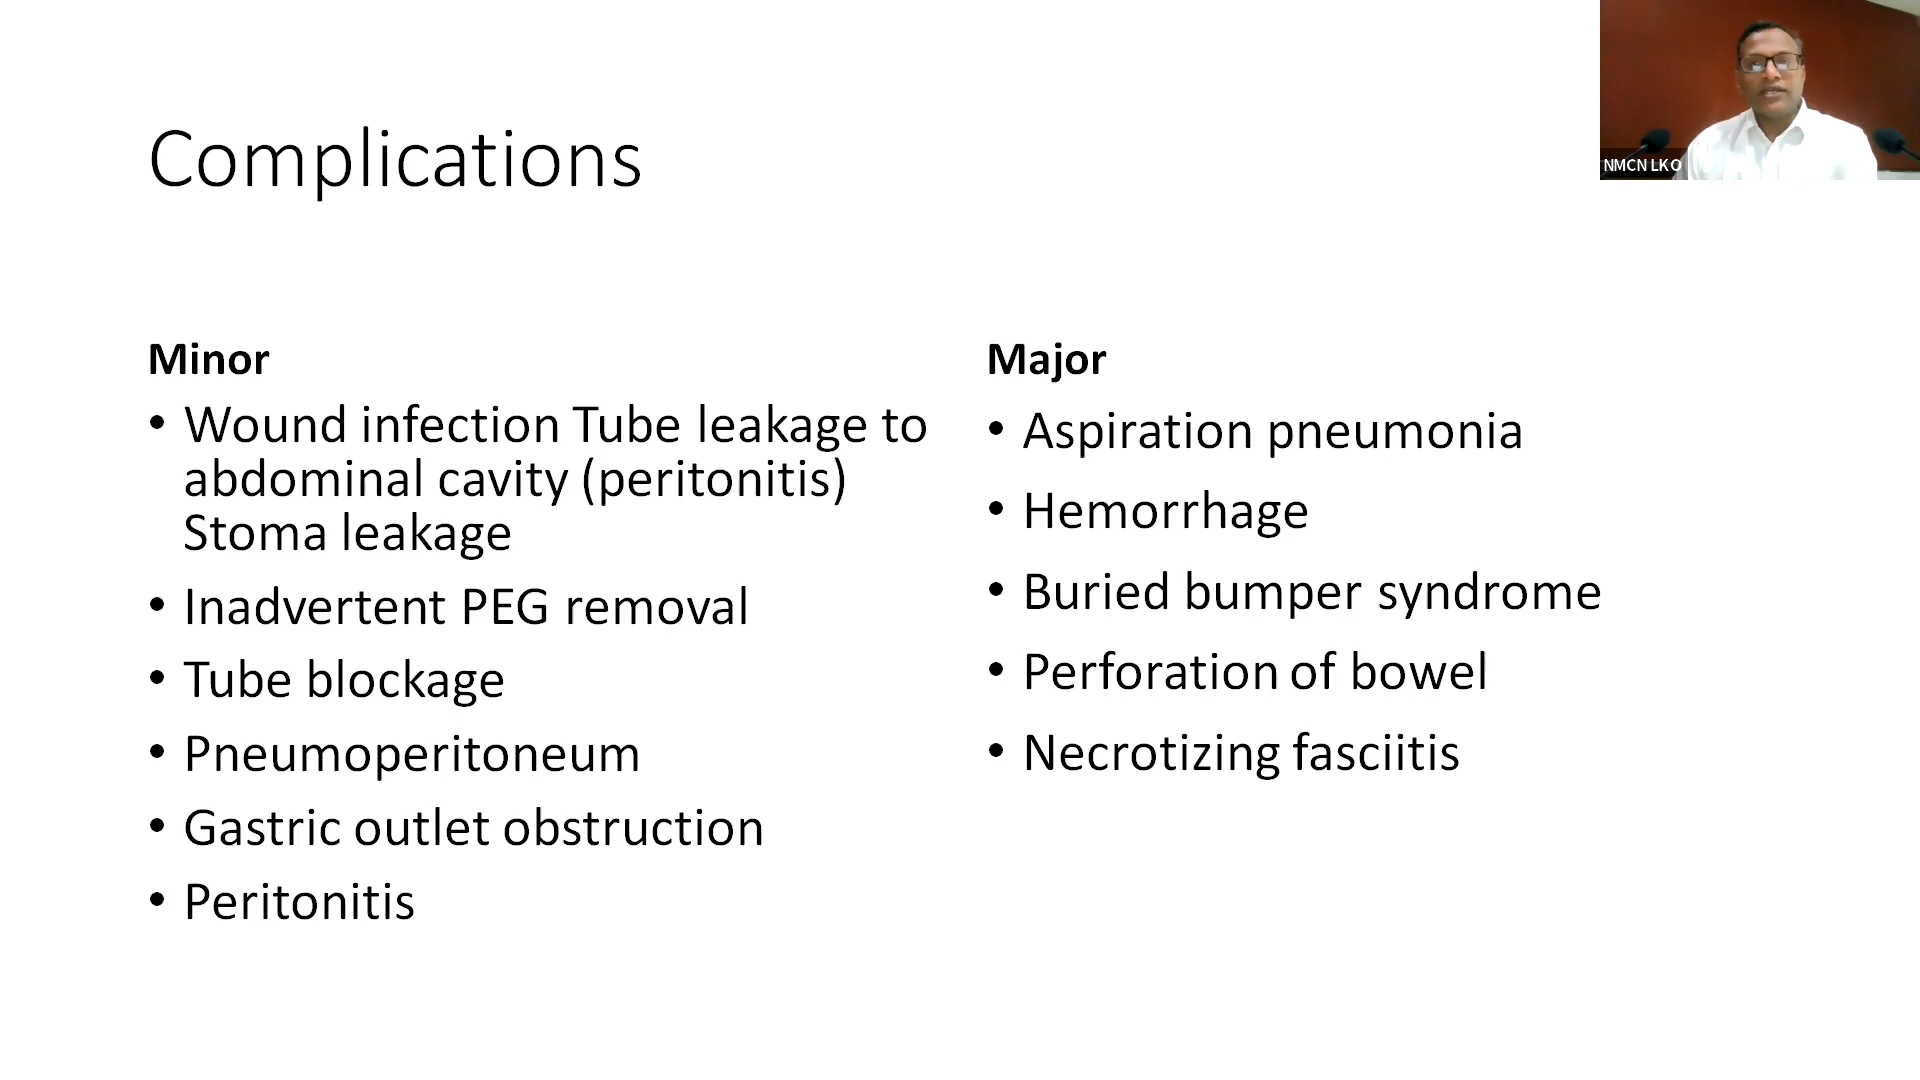 Complications
NMCN LKO
Minor
• Wound infection Tube leakage to
abdominal cavity (peritonitis)
Stoma leakage
• Inadvertent PEG removal
• Tube blockage
• Pneumoperitoneum
• Gastric outlet obstruction
• Peritonitis
Major
• Aspiration pneumonia
• Hemorrhage
• Buried bumper syndrome
• Perforation of bowel
• Necrotizing fasciitis